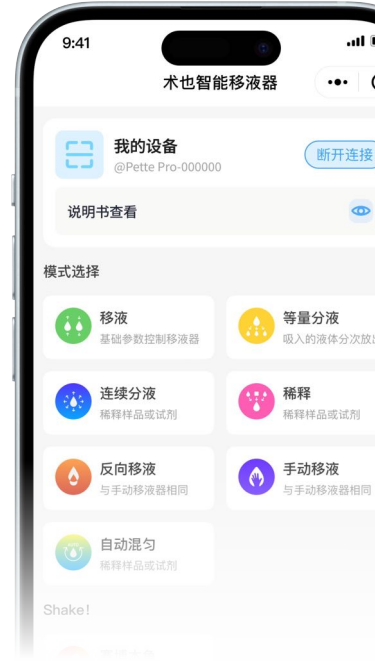 9:41
术也智能移液器
我的设备
@Pette Pro-000000
断开连接
说明书查看
模式选择
移液
基础参数控制移液器
等量分液
吸入的液体分次放
连续分液
稀释样品或试剂
稀释
稀释样品或试剂
反向移液
与手动移液器相同
手动移液
与手动移液器相同
自动混匀
稀释样品或试剂
Shake!